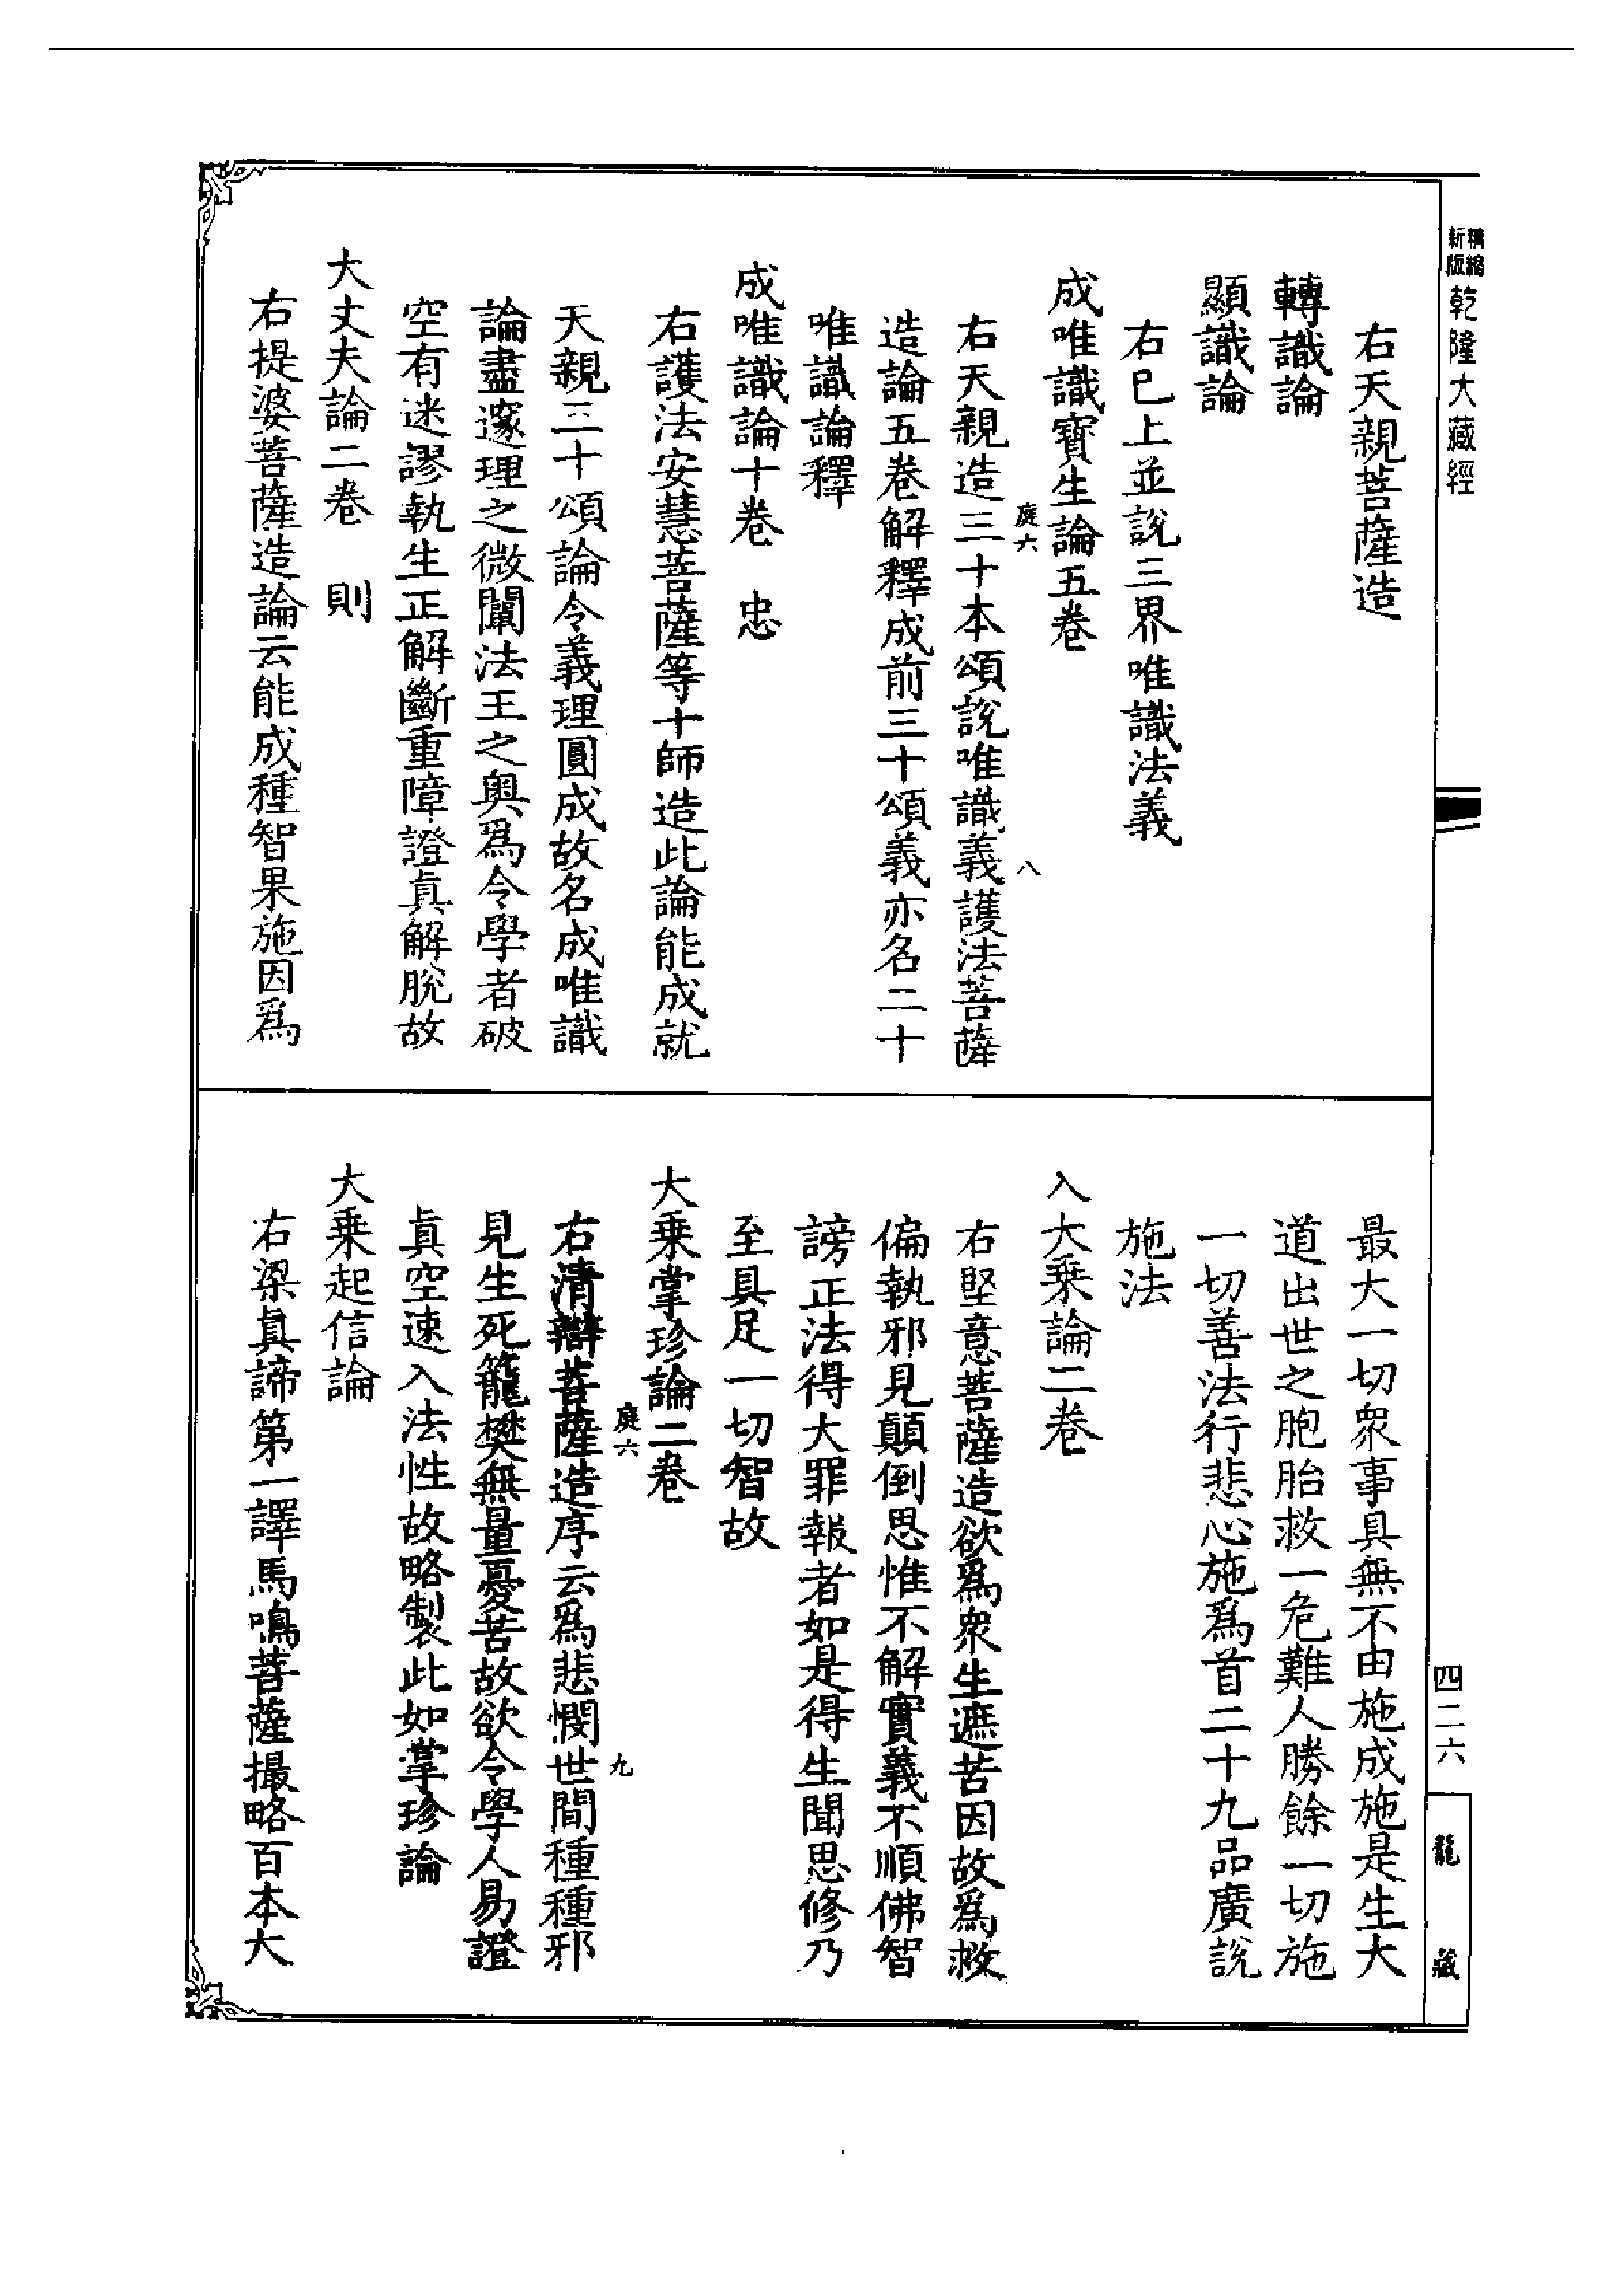 新版精縮
乾隆大藏經
右天親菩薩造
轉識論
顯識論
右已上並說三界唯識法義
成唯識寶生論五卷
庭六
八
右天親造三十本頌說唯識義護法菩薩
造論五卷解釋成前三十頌義亦名二十
唯識論釋
成唯識論十卷　忠
右護法安慧菩薩等十師造此論能成就
天親三十頌論令義理圓成故名成唯識
論盡邃理之微闡法王之奧爲令學者破
空有迷謬執生正解斷重障證眞解脫故
大丈夫論二卷　則
右提婆菩薩造論云能成種智果施因爲
最大一切衆事具無不由施成施是生大
道出世之胞胎救一危難人勝餘一切施
一切善法行悲心施爲首二十九品廣說
施法
入大乘論二卷
右堅意菩薩造欲爲衆生遮苦因故爲救
偏執邪見顛倒思惟不解實義不順佛智
謗正法得大罪報者如是得生聞思修乃
至具足一切智故
大乘掌珍論二卷
庭六
九
右清辯菩薩造序云爲悲愍世間種種邪
見生死籠樊無量憂苦故欲令學人易證
眞空速入法性故略製此如掌珍論
大乘起信論
右梁眞諦第一譯馬鳴菩薩撮略百本大
四二六
龍藏